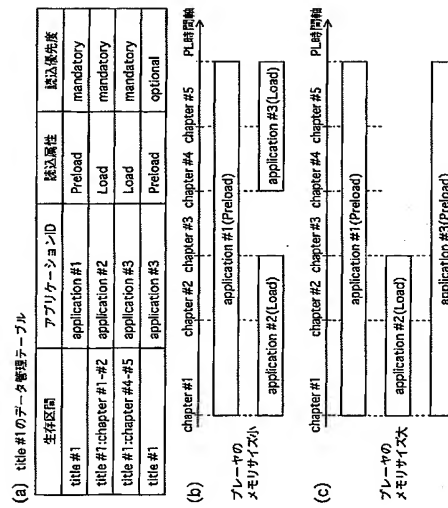 (a) title #1のデータ管理テーブル
生存区間 アプリケーションID 読込属性 読込優先度
title #1 application #1 Preload mandatory
title #1:chapter #1-#2 application #2 Load mandatory
title #1:chapter #4-#5 application #3 Load mandatory
title #1 application #3 Preload optional
(b)
chapter #1 chapter #2 chapter #3 chapter #4 chapter #5 PL時間軸
プレーヤの
メモリサイズ小
application #1(Preload)
application #2(Load) application #3(Load)
(c)
chapter #1 chapter #2 chapter #3 chapter #4 chapter #5 PL時間軸
プレーヤの
メモリサイズ大
application #1(Preload)
application #2(Load)
application #3(Preload)